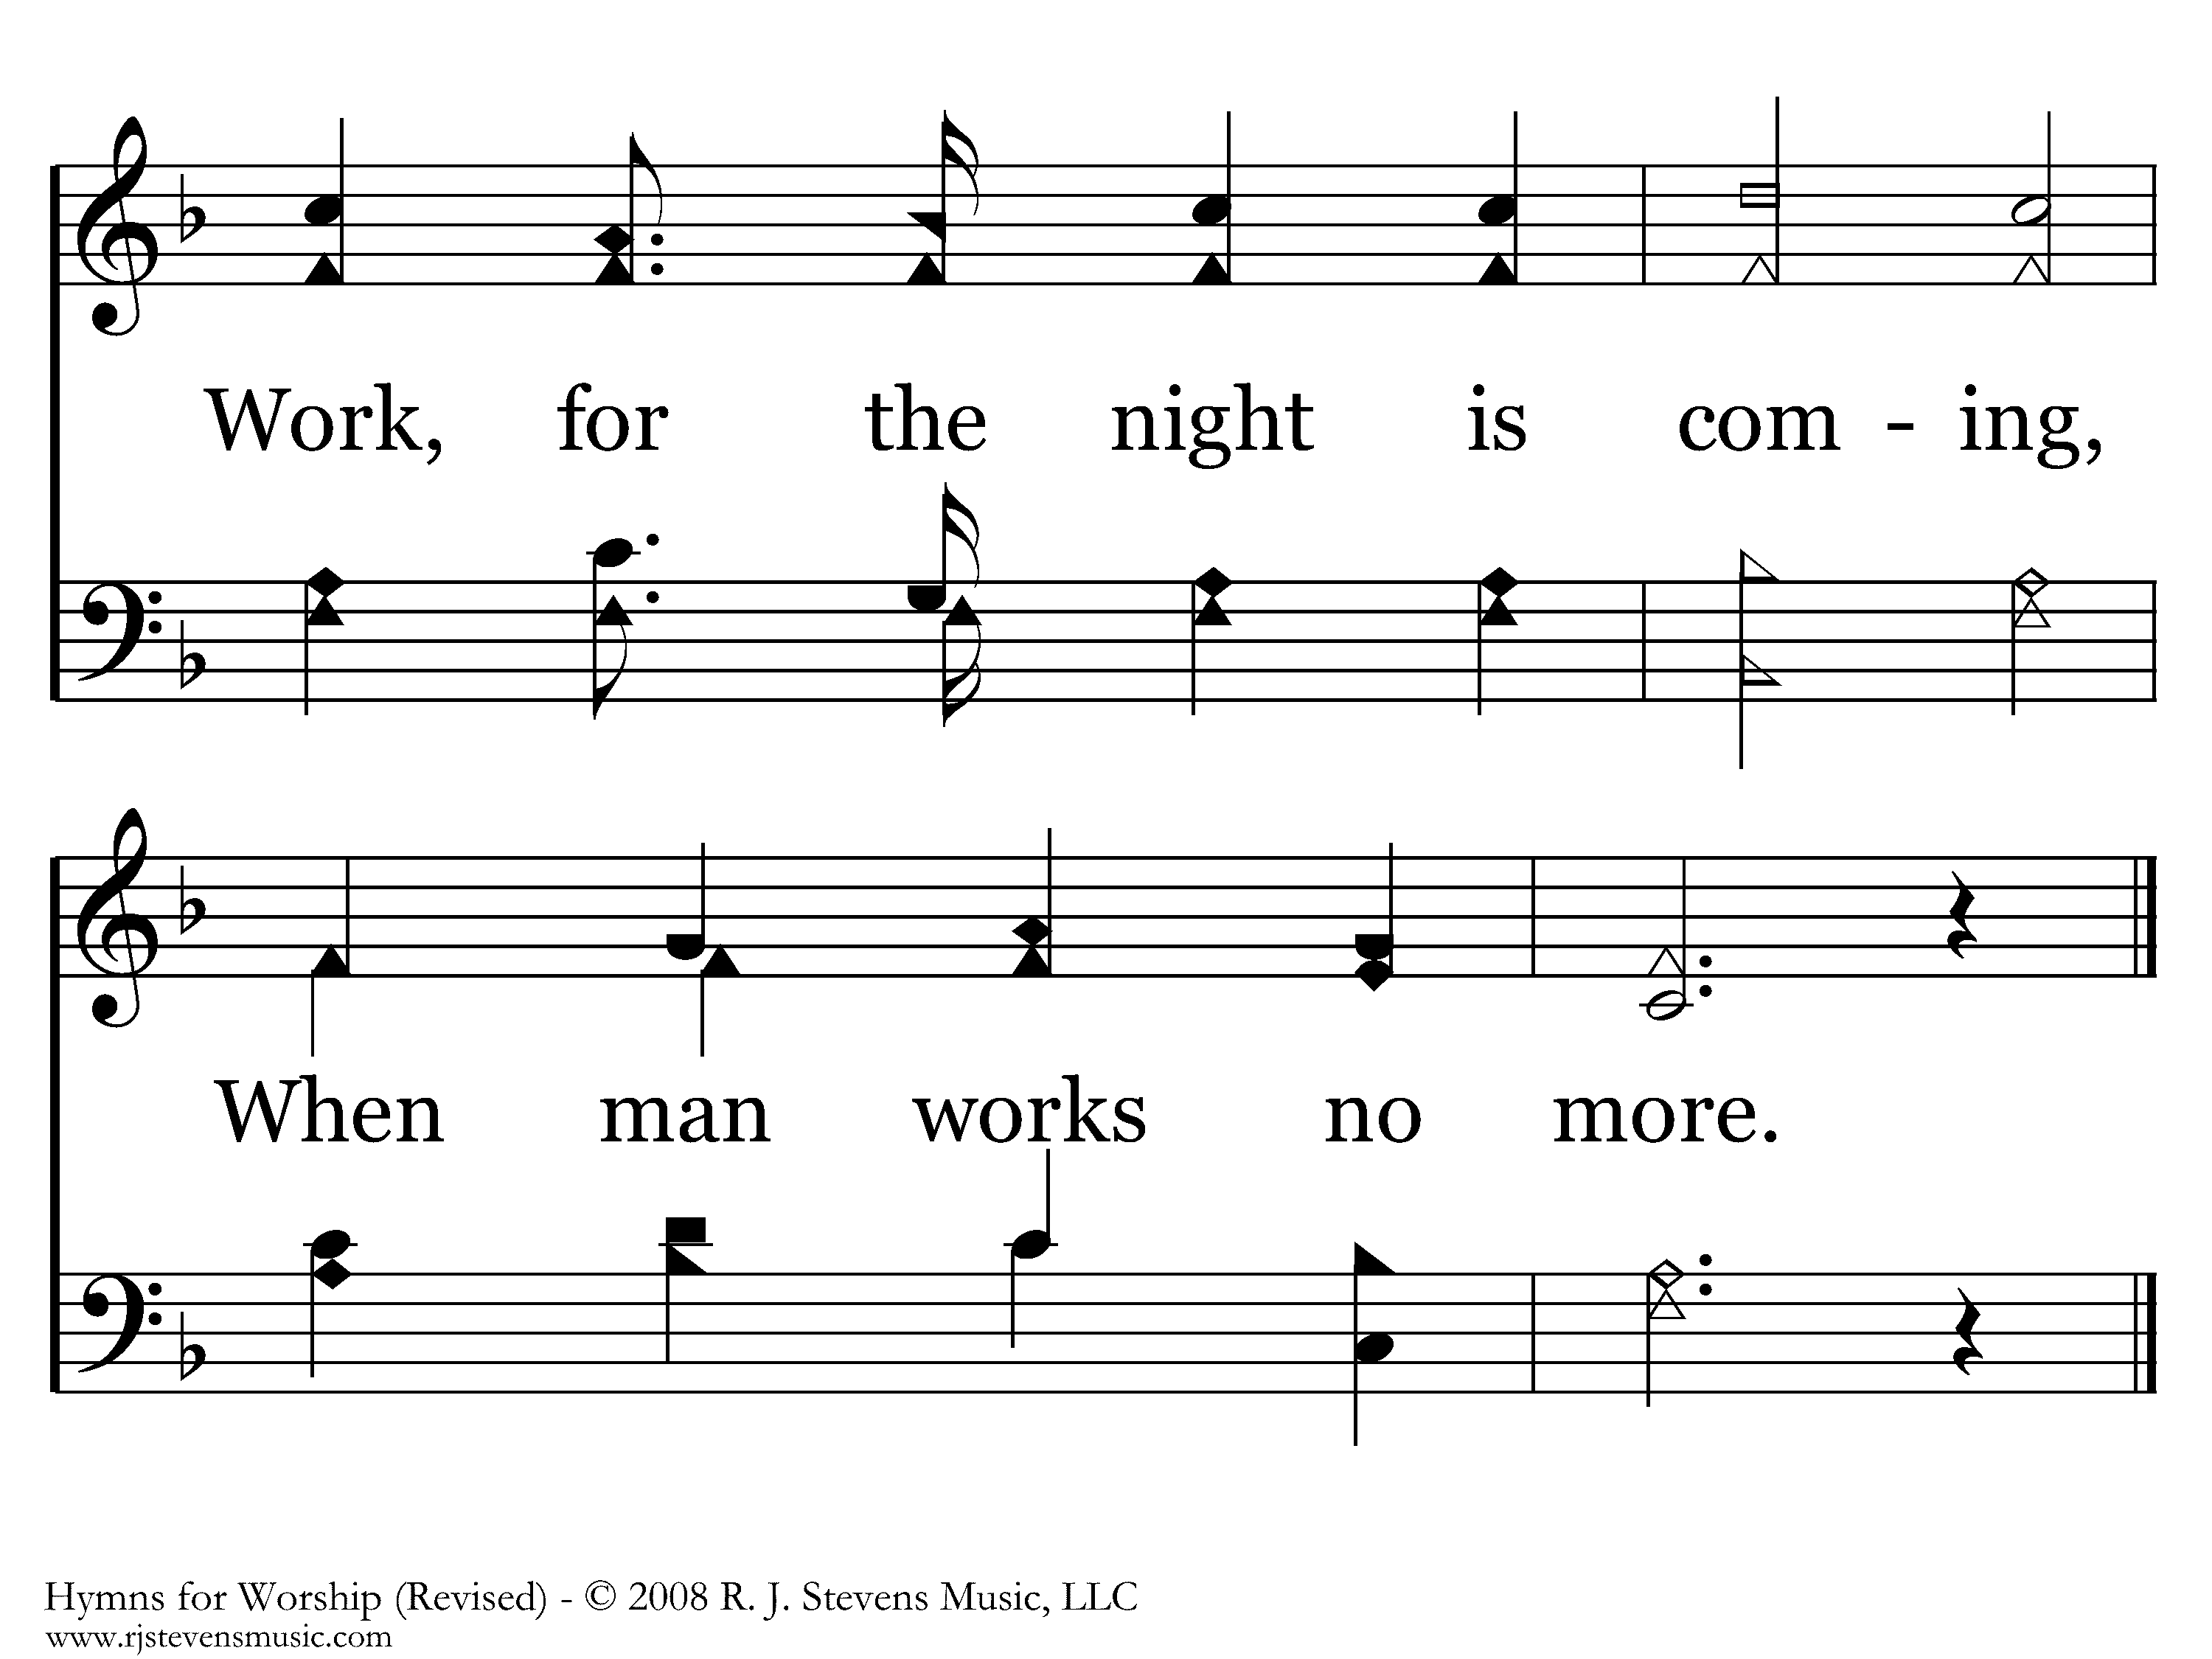 Work, for the night is com - ing,
When man works no more.
Hymns for Worship (Revised) - © 2008 R. J. Stevens Music, LLC
www.rjstevensmusic.com